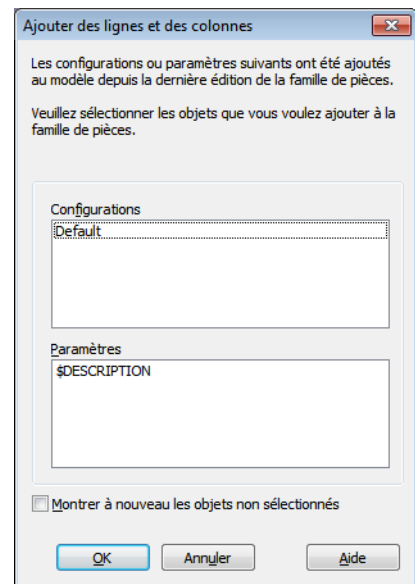 Ajouter des lignes et des colonnes
Les configurations ou paramètres suivants ont été ajoutés
au modèle depuis la dernière édition de la famille de pièces.
Veuillez sélectionner les objets que vous voulez ajouter à la
famille de pièces.
Configurations
Default
Paramètres
$DESCRIPTION
Montrer à nouveau les objets non sélectionnés
OK
Annuler
Aide